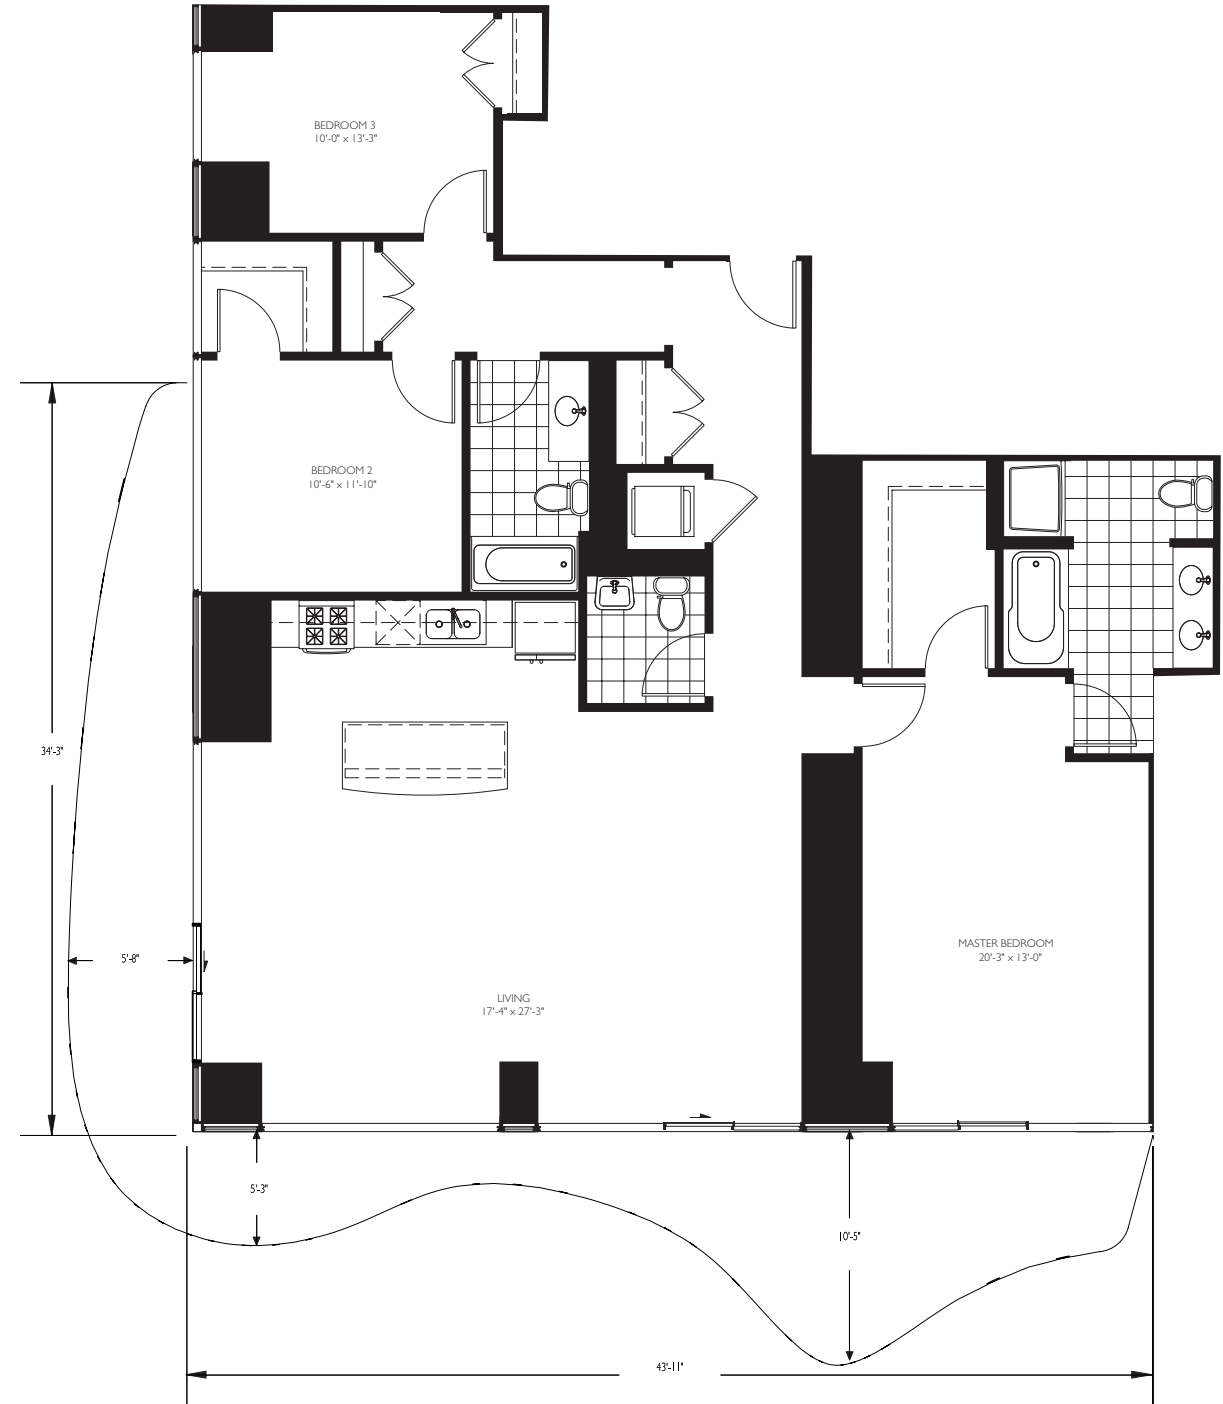 BEDROOM 3
10'-0" x 13'-3"
BEDROOM 2
10'-6" x 11'-10"
34'-3"
MASTER BEDROOM
20'-3" x 13'-0"
5'-8"
LIVING
17'-4" x 27'-3"
5'-3"
10'-5"
43'-11"